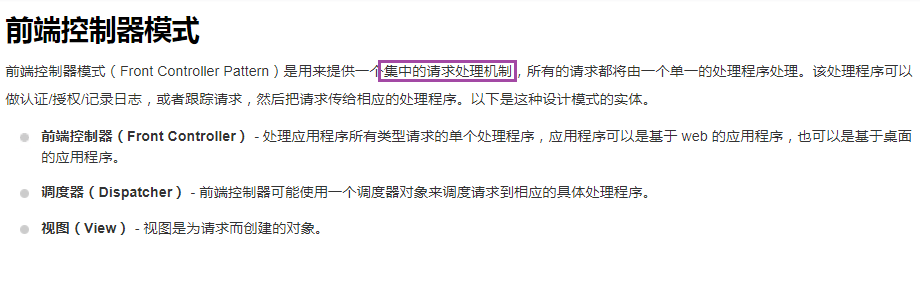 前端控制器模式
前端控制器模式（Front Controller Pattern）是用来提供一个集中的请求处理机制，所有的请求都将由一个单一的处理程序处理。该处理程序可以
做认证/授权/记录日志，或者跟踪请求，然后把请求传给相应的处理程序。以下是这种设计模式的实体。
前端控制器（Front Controller） - 处理应用程序所有类型请求的单个处理程序，应用程序可以是基于 web 的应用程序，也可以是基于桌面
的应用程序。
调度器（Dispatcher） - 前端控制器可能使用一个调度器对象来调度请求到相应的具体处理程序。
视图（View） - 视图是为请求而创建的对象。